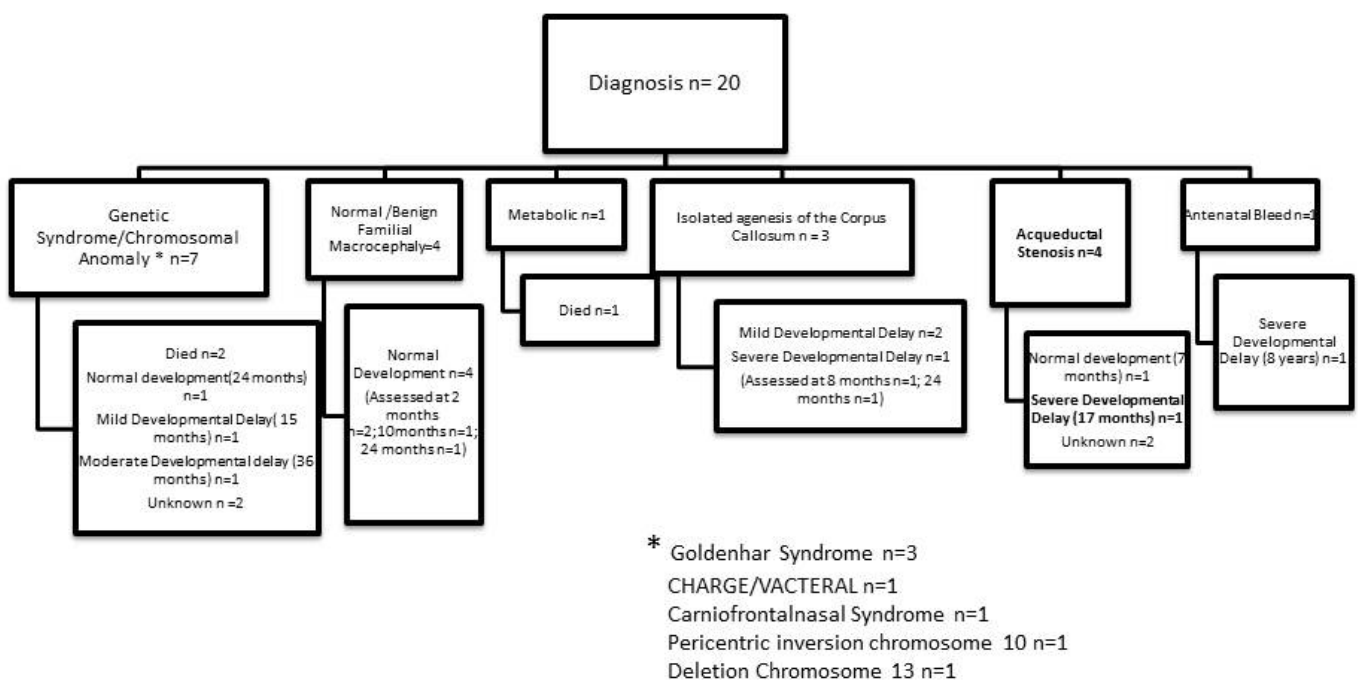 Diagnosis n= 20
Genetic
Syndrome/Chromosomal
Anomaly * n=7
Normal /Benign
Familial
Macrocephaly=4
Metabolic n=1
Isolated agenesis of the Corpus
Callosum n = 3
Acqueductal
Stenosis n=4
Antenatal Bleed n=1
Died n=2
Normal development(24 months)
n=1
Mild Developmental Delay( 15
months) n=1
Moderate Developmental delay (36
months) n=1
Unknown n =2
Normal
Development n=4
(Assessed at 2
months
n=2;10months n=1;
24 months n=1)
Died n=1
Mild Developmental Delay n=2
Severe Developmental Delay n=1
(Assessed at 8 months n=1; 24
months n=1)
Normal development (7
months) n=1
Severe Developmental
Delay (17 months) n=1
Unknown n=2
Severe
Developmental
Delay (8 years) n=1
* Goldenhar Syndrome n=3
CHARGE/VACTERAL n=1
Carniofrontalnasal Syndrome n=1
Pericentric inversion chromosome 10 n=1
Deletion Chromosome 13 n=1